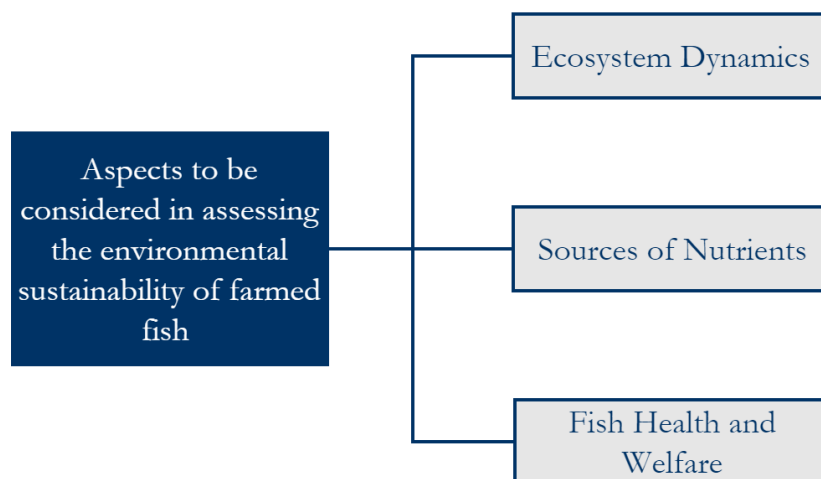 Aspects to be
considered in assessing
the environmental
sustainability of farmed
fish
Ecosystem Dynamics
Sources of Nutrients
Fish Health and
Welfare